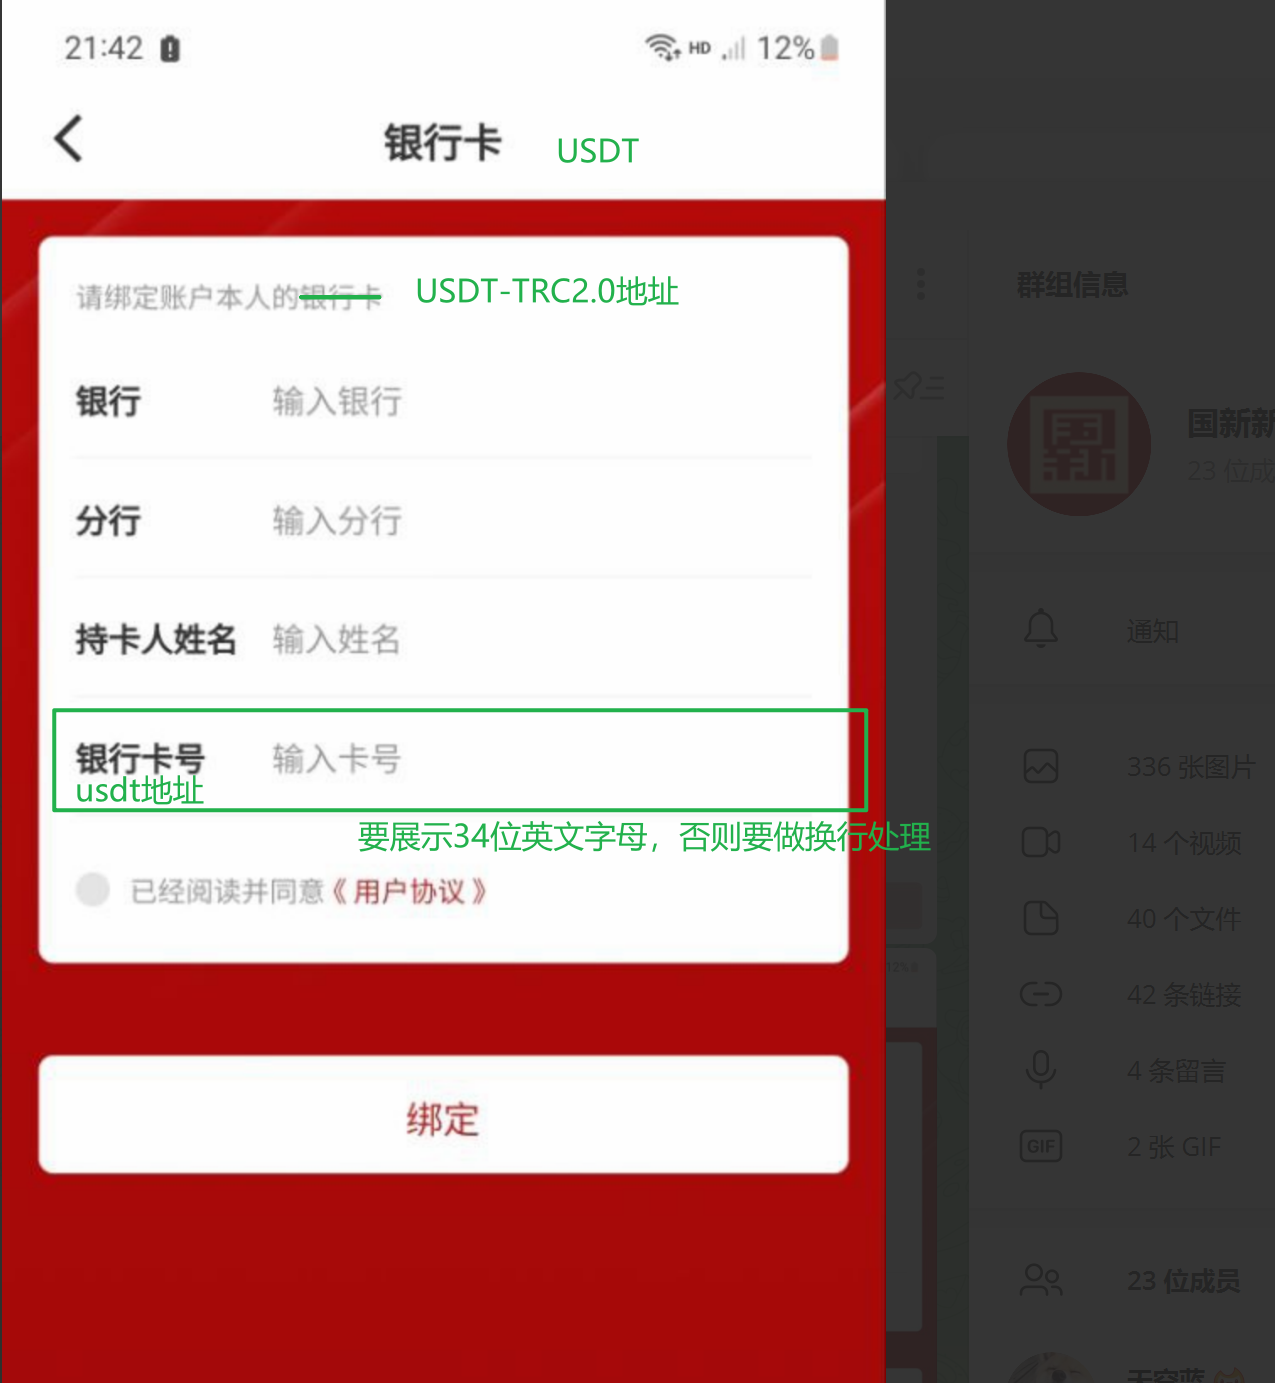 21:42
HD 12%
银行卡 USDT
请绑定账户本人的银行卡 USDT-TRC2.0地址
银行 输入银行
分行 输入分行
持卡人姓名 输入姓名
银行卡号 输入卡号
usdt地址
要展示34位英文字母，否则要做换行处理
已经阅读并同意《用户协议》
绑定
群组信息
国新新
23 位成
通知
336 张图片
14 个视频
40 个文件
12%
42 条链接
4 条留言
GIF 2 张 GIF
23 位成员
天空蓝